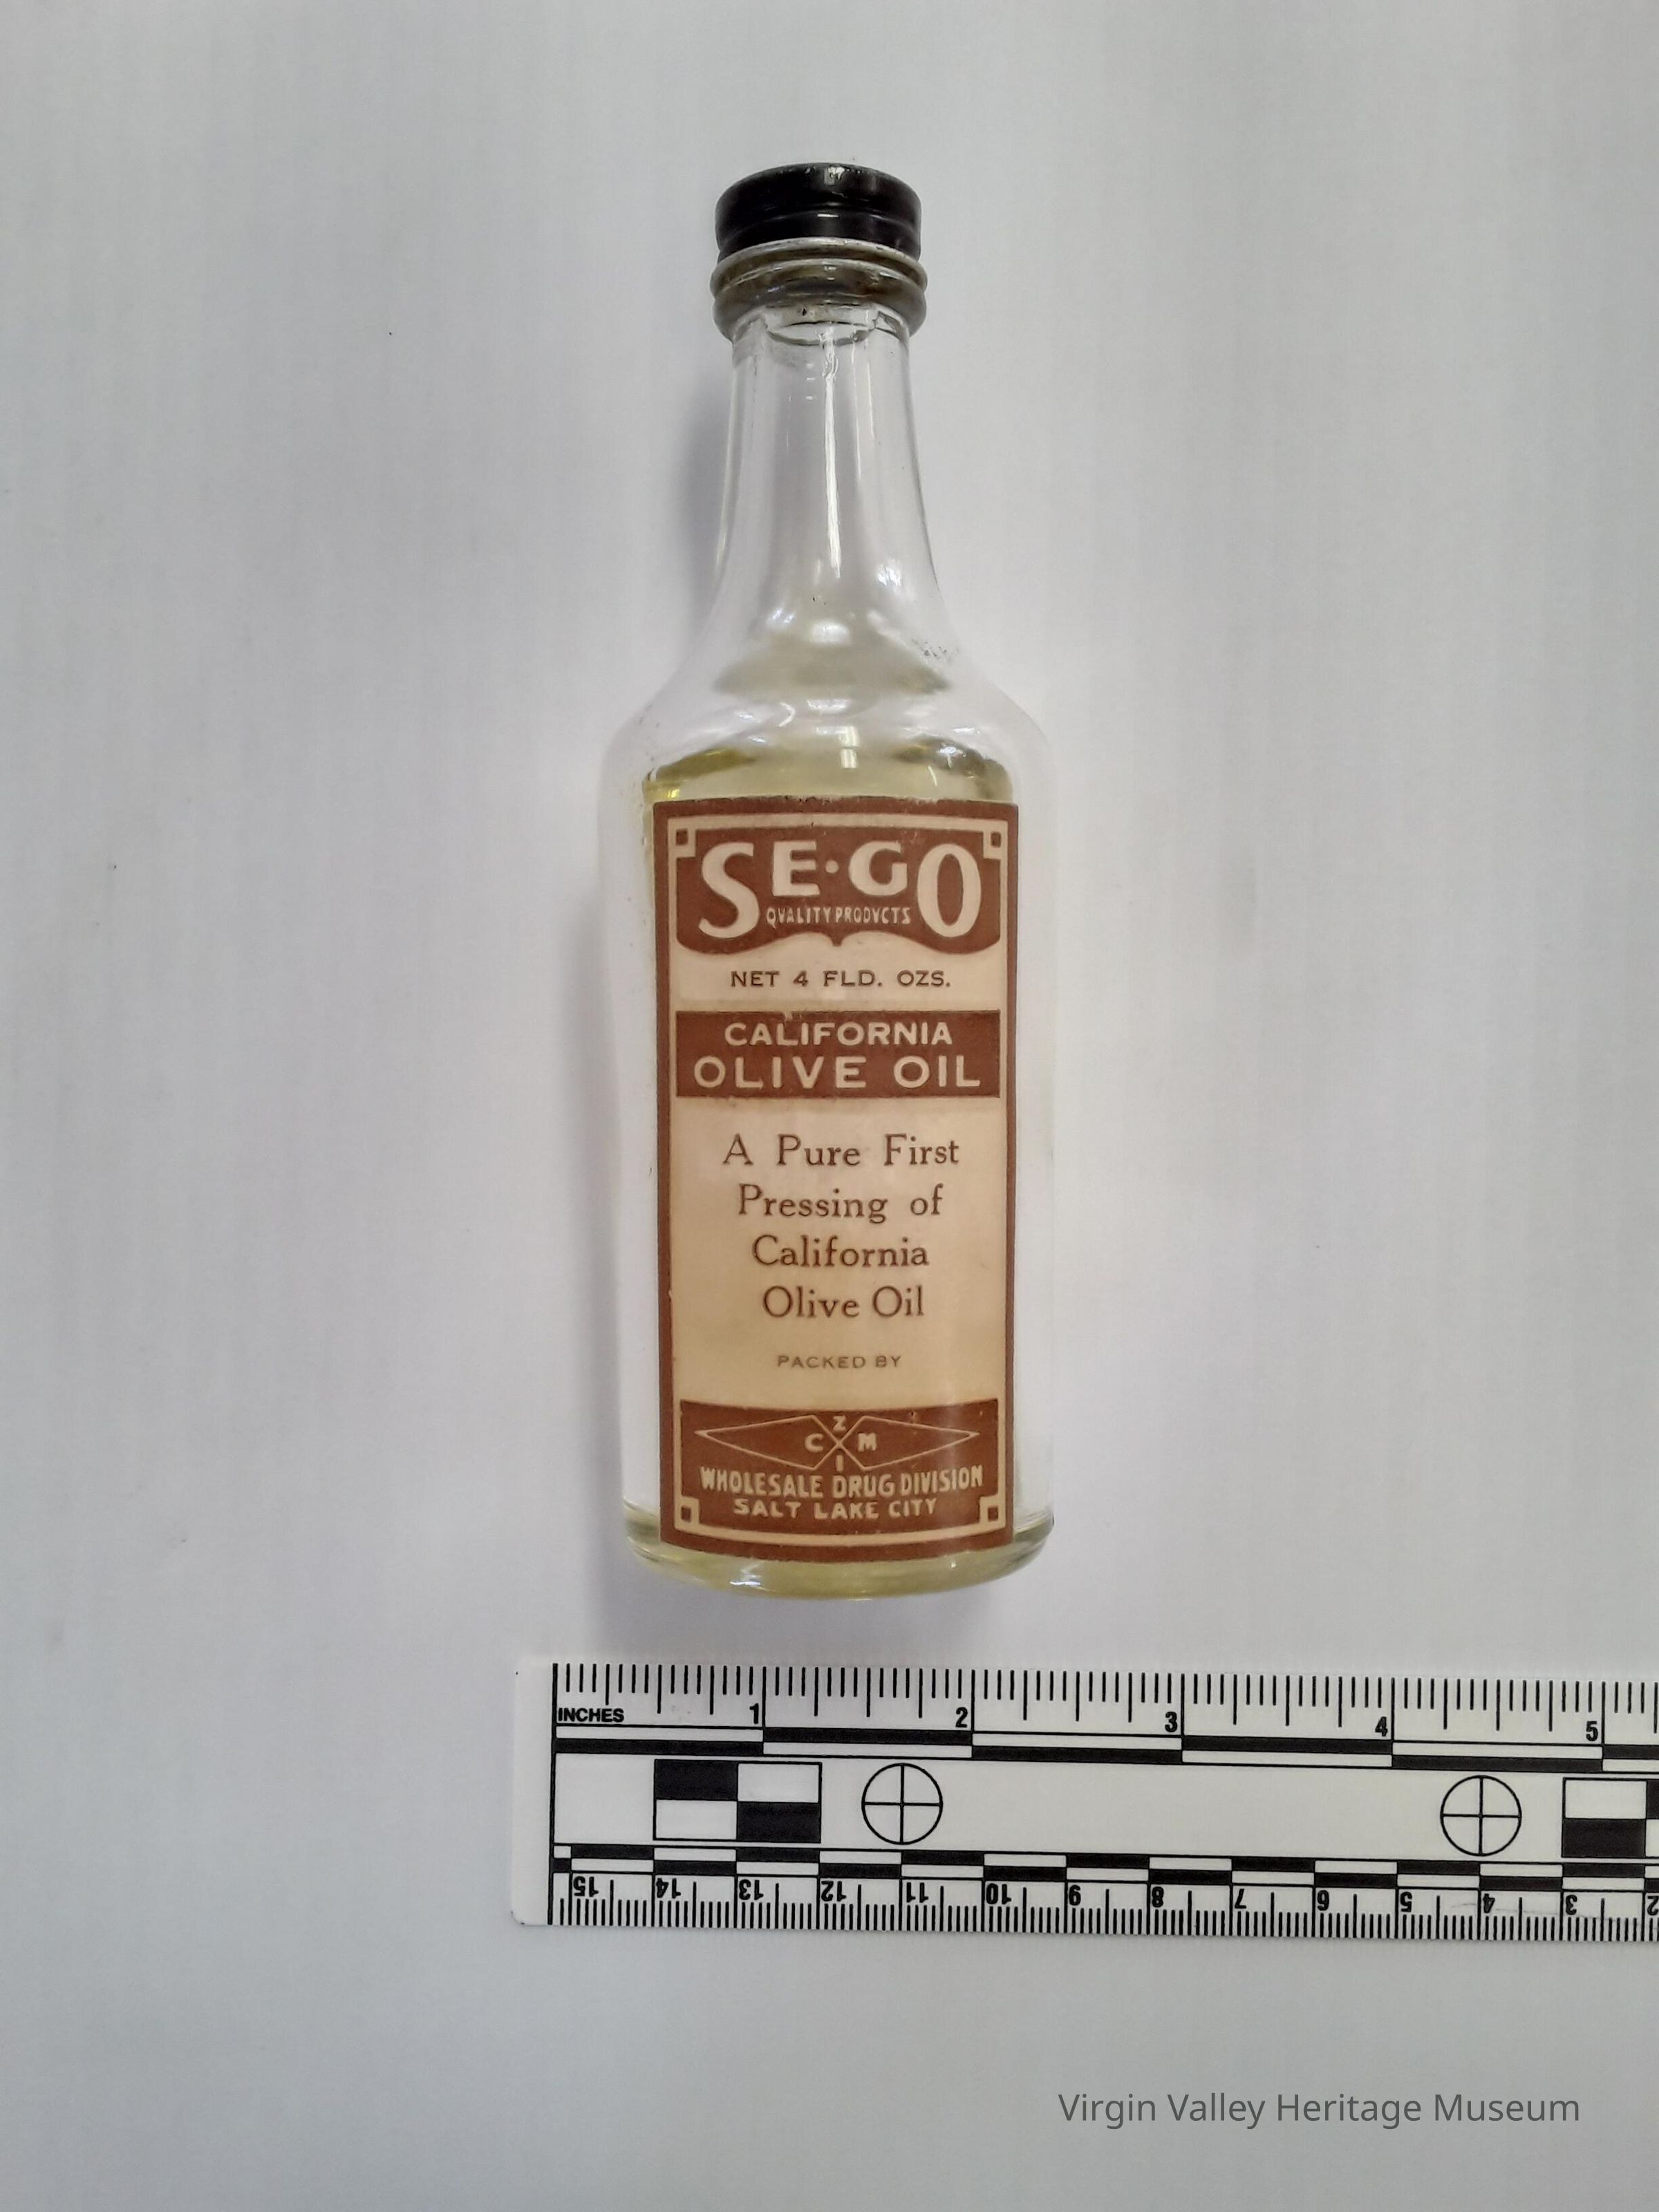 SE·GO
QVALITY PRODVCTS
NET 4 FLD. OZS.
CALIFORNIA
OLIVE OIL
A Pure First
Pressing of
California
Olive Oil
PACKED BY
Z
C M
I
WHOLESALE DRUG DIVISION
SALT LAKE CITY
INCHES 1 2 3 4 5
15 14 13 12 11 10 9 8 7 6 5 4 3 2
Virgin Valley Heritage Museum